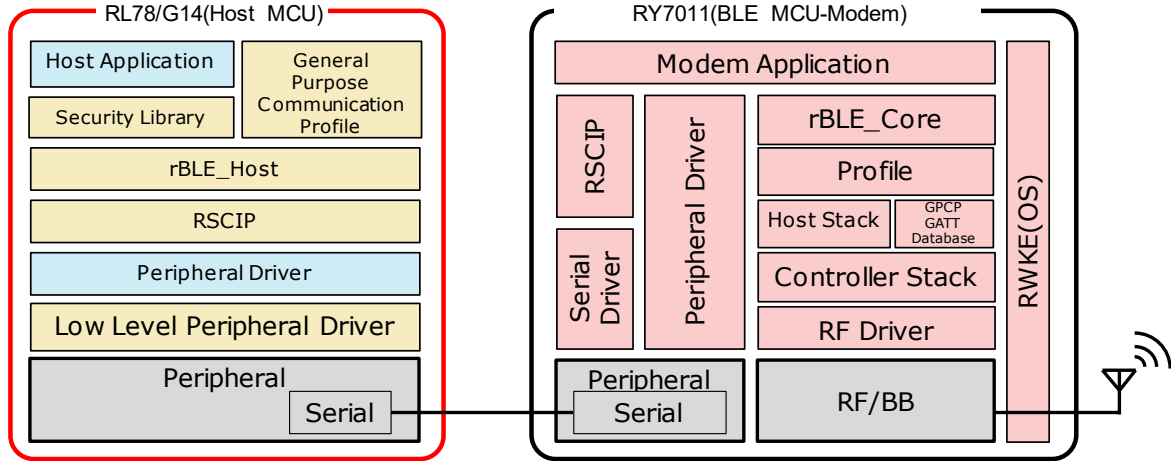 RL78/G14(Host MCU)
Host Application
General
Purpose
Communication
Profile
Security Library
rBLE_Host
RSCIP
Peripheral Driver
Low Level Peripheral Driver
Peripheral
Serial
RY7011(BLE MCU-Modem)
Modem Application
RSCIP
Serial
Driver
Peripheral Driver
rBLE_Core
Profile
Host Stack
GPCP
GATT
Database
Controller Stack
RF Driver
Peripheral
Serial
RF/BB
RWKE(OS)